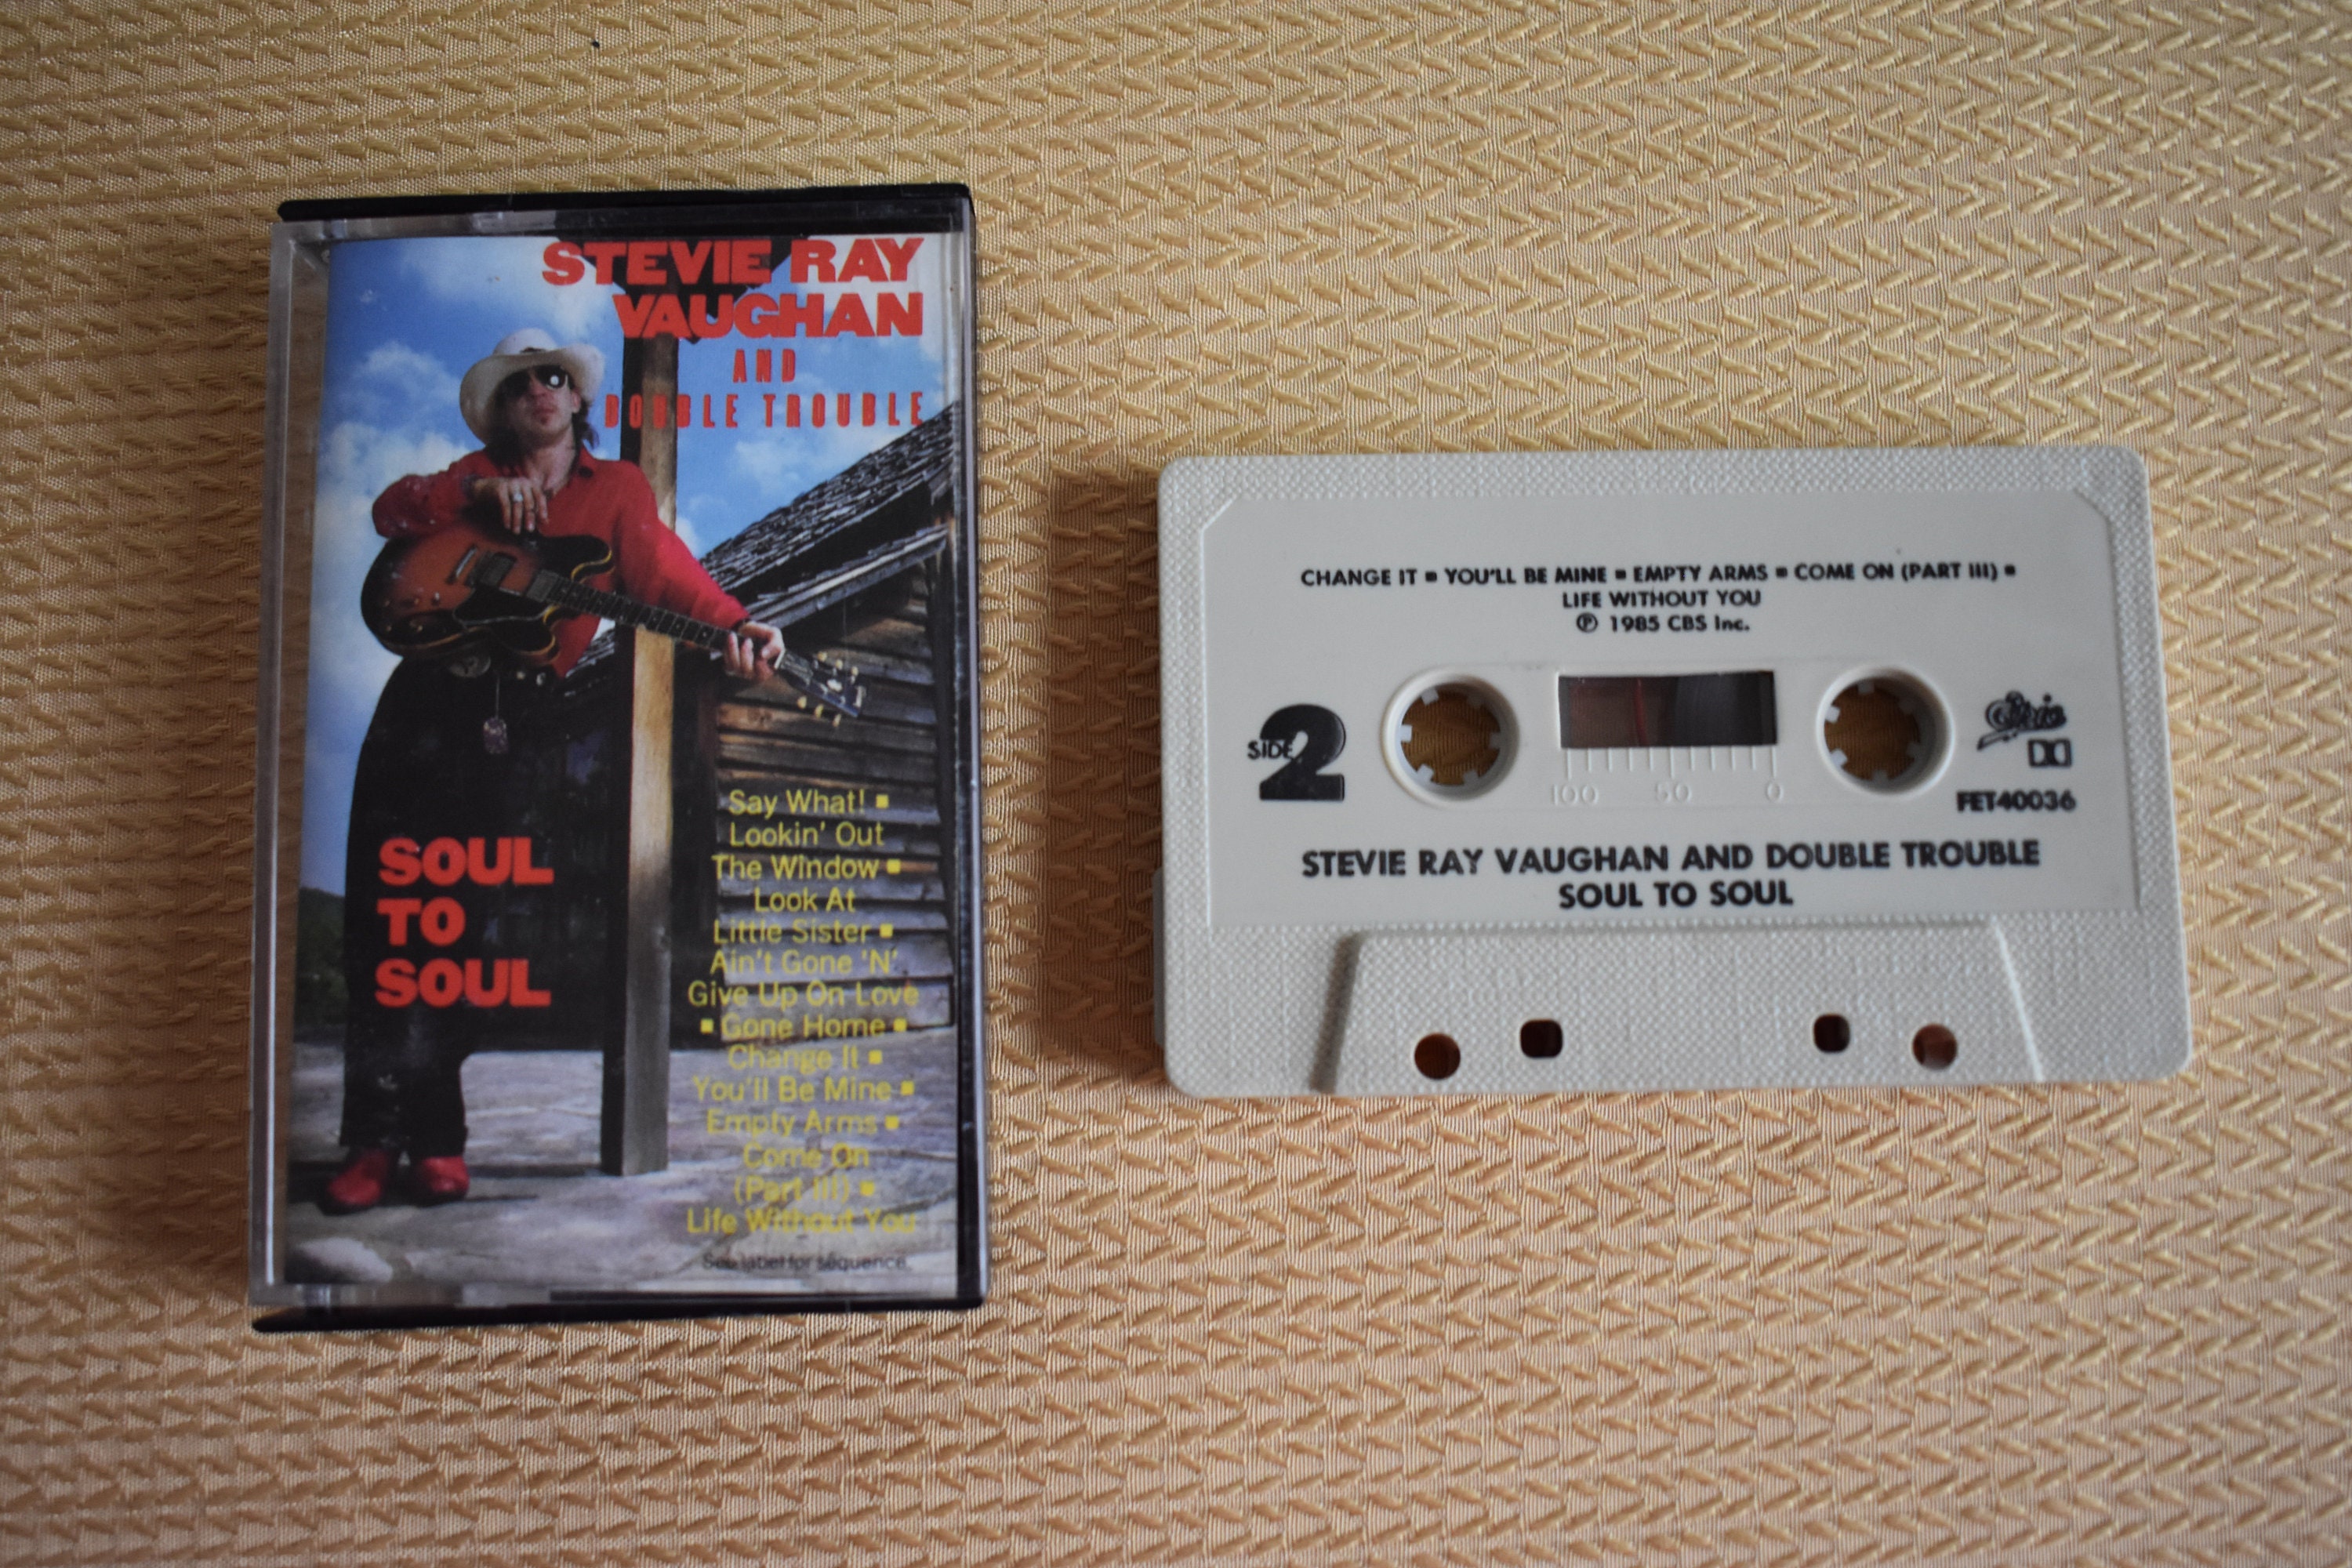 STEVIE RAY
VAUGHAN
AND
DOUBLE TROUBLE
SOUL
TO
SOUL
Say What! ▪
Lookin' Out
The Window ▪
Look At
Little Sister ▪
Ain't Gone 'N'
Give Up On Love
▪ Gone Home ▪
Change It ▪
You'll Be Mine ▪
Empty Arms ▪
Come On
(Part III) ▪
Life Without You
See label for sequence.
CHANGE IT ▪ YOU'LL BE MINE ▪ EMPTY ARMS ▪ COME ON (PART III) ▪
LIFE WITHOUT YOU
℗ 1985 CBS Inc.
SIDE 2
100 50 0
Epic
FET40036
STEVIE RAY VAUGHAN AND DOUBLE TROUBLE
SOUL TO SOUL